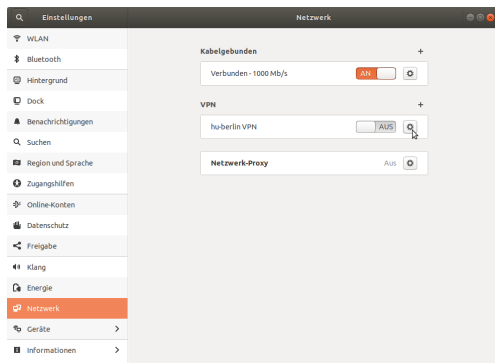 Einstellungen
Netzwerk
WLAN
Bluetooth
Hintergrund
Dock
Benachrichtigungen
Suchen
Region und Sprache
Zugangshilfen
Online-Konten
Datenschutz
Freigabe
Klang
Energie
Netzwerk
Geräte
Informationen
Kabelgebunden
Verbunden - 1000 Mb/s
AN
VPN
hu-berlin VPN
AUS
Netzwerk-Proxy
Aus